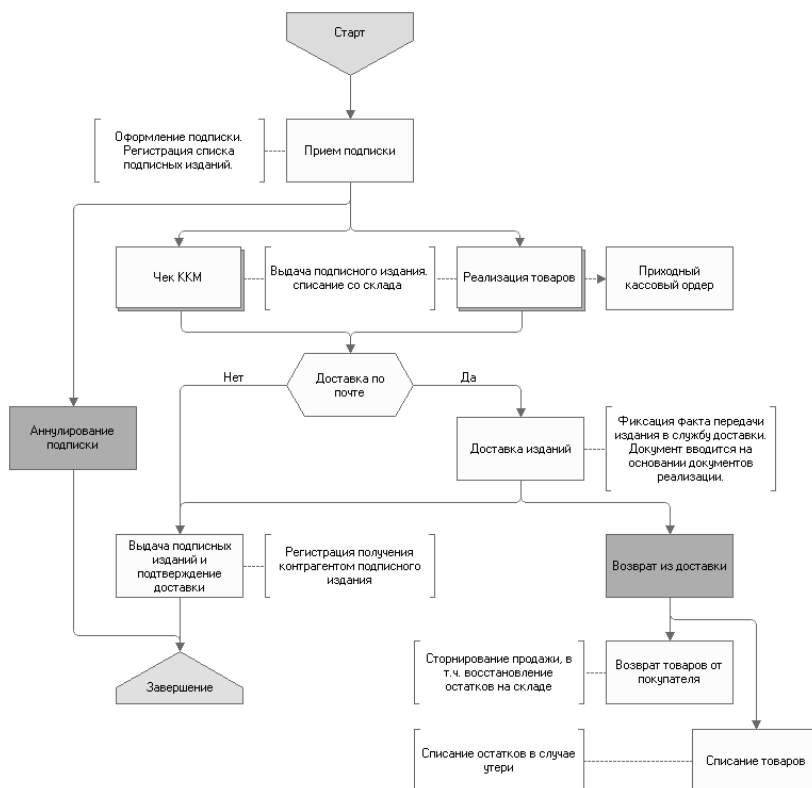 Старт
Оформление подписки.
Регистрация списка
подписных изданий.
Прием подписки
Чек ККМ
Выдача подписного издания.
списание со склада
Реализация товаров
Приходный
кассовый ордер
Нет
Доставка по
почте
Да
Аннулирование
подписки
Доставка изданий
Фиксация факта передачи
издания в службу доставки.
Документ вводится на
основании документов
реализации.
Выдача подписных
изданий и
подтверждение
доставки
Регистрация получения
контрагентом подписного
издания
Возврат из доставки
Завершение
Сторнирование продажи, в
т.ч. восстановление
остатков на складе
Возврат товаров от
покупателя
Списание остатков в случае
утери
Списание товаров